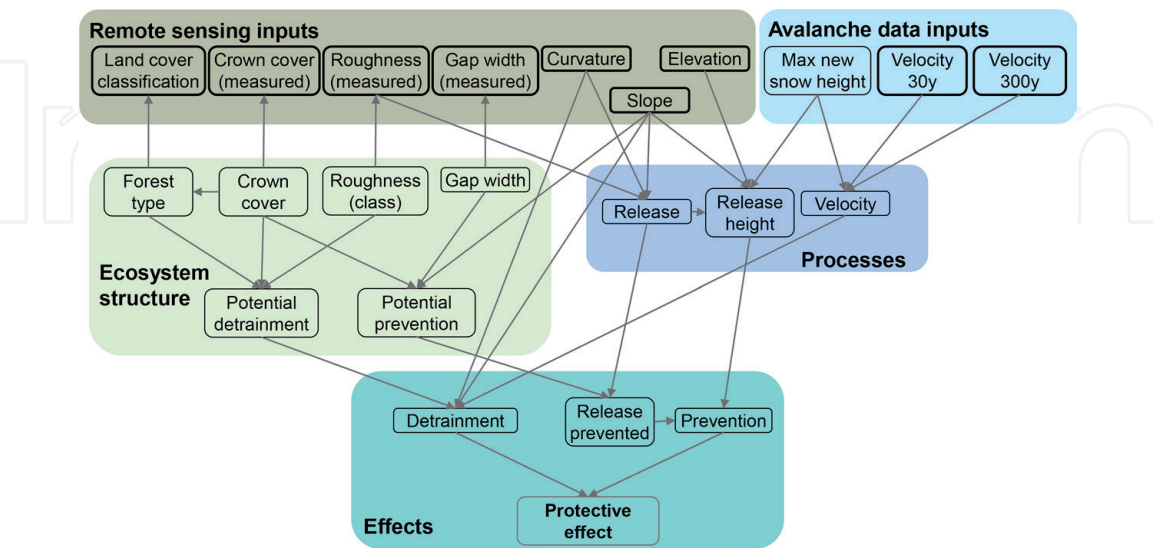 Remote sensing inputs
Land cover
classification
Crown cover
(measured)
Roughness
(measured)
Gap width
(measured)
Curvature
Elevation
Slope
Avalanche data inputs
Max new
snow height
Velocity
30y
Velocity
300y
Forest
type
Crown
cover
Roughness
(class)
Gap width
Ecosystem
structure
Potential
detrainment
Potential
prevention
Release
Release
height
Velocity
Processes
Detrainment
Release
prevented
Prevention
Protective
effect
Effects